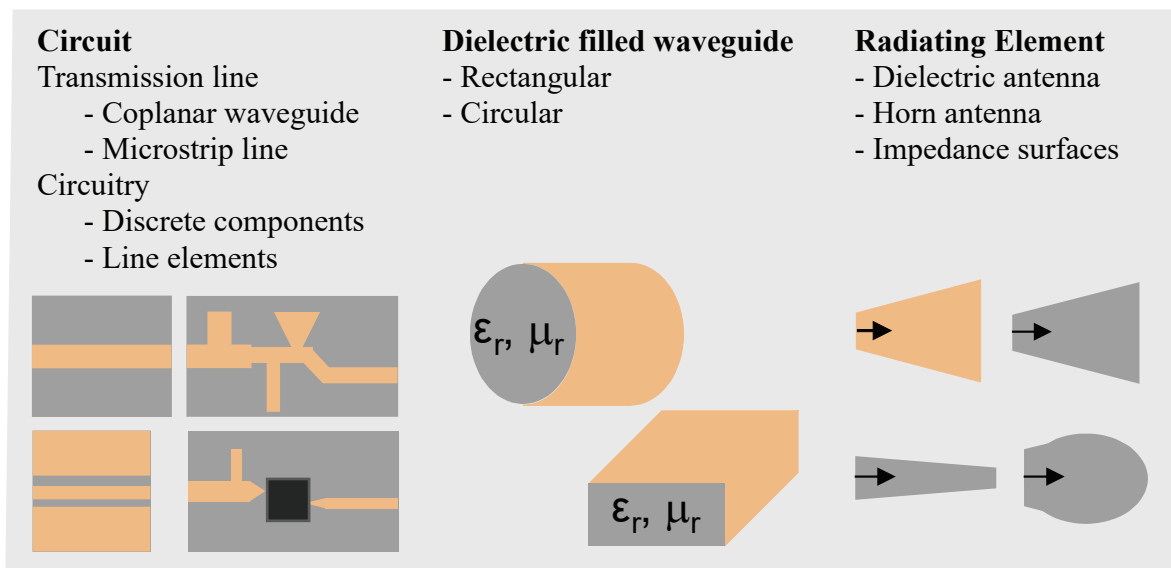 Circuit
Transmission line
- Coplanar waveguide
- Microstrip line
Circuitry
- Discrete components
- Line elements
Dielectric filled waveguide
- Rectangular
- Circular
Radiating Element
- Dielectric antenna
- Horn antenna
- Impedance surfaces
εr, μr
εr, μr